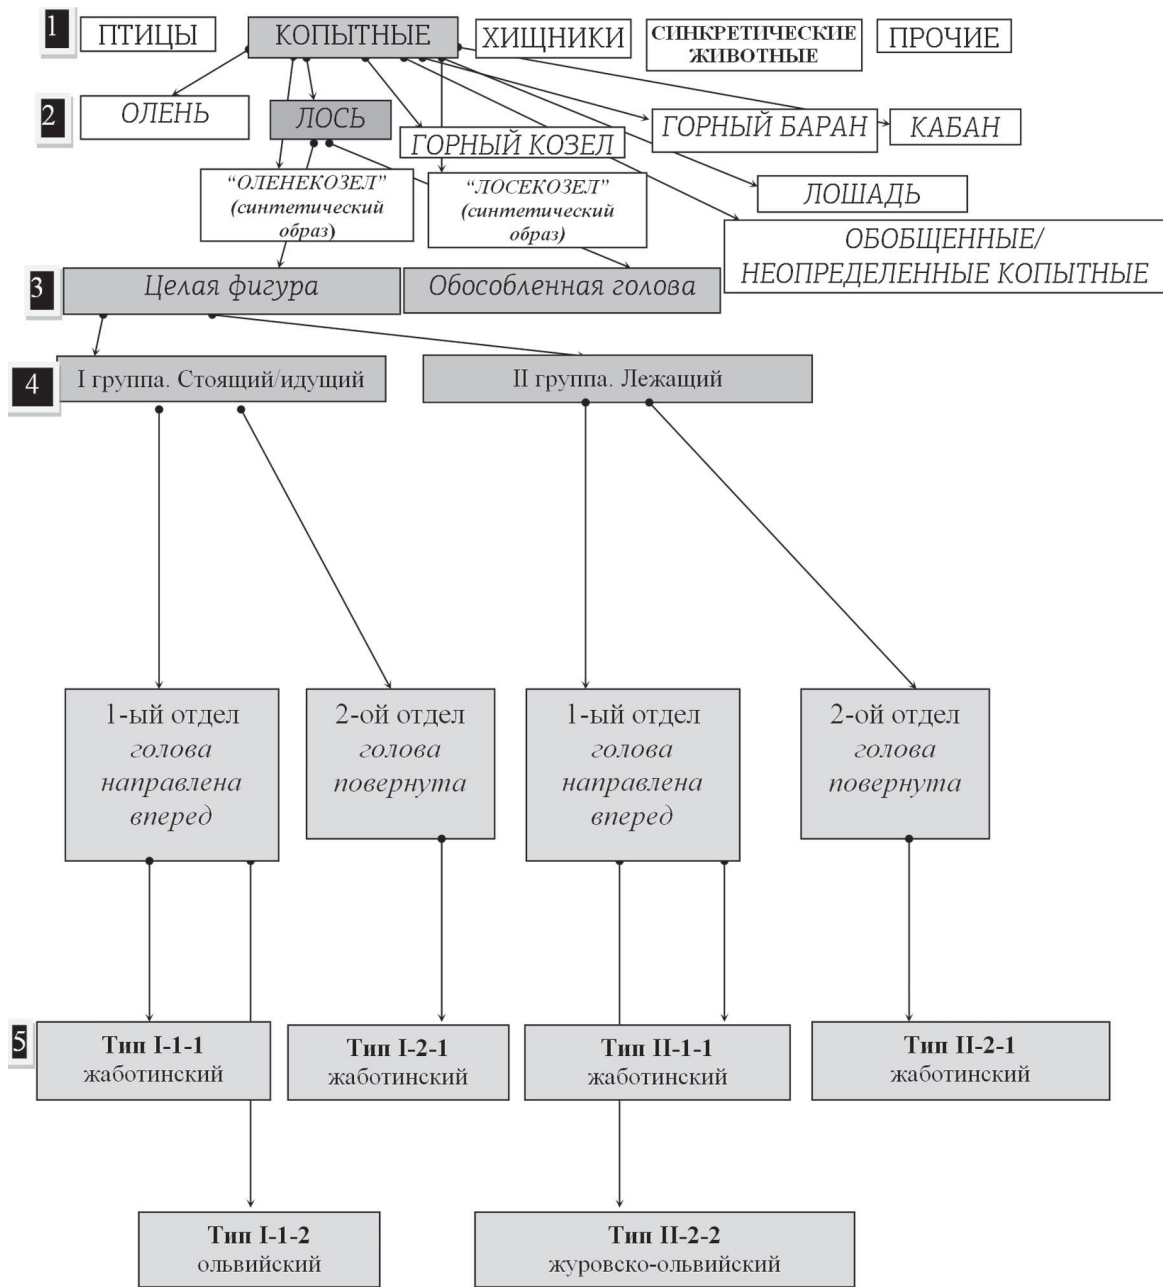 1
ПТИЦЫ
КОПЫТНЫЕ
ХИЩНИКИ
СИНКРЕТИЧЕСКИЕ
ЖИВОТНЫЕ
ПРОЧИЕ
2
ОЛЕНЬ
ЛОСЬ
ГОРНЫЙ КОЗЕЛ
ГОРНЫЙ БАРАН
КАБАН
“ОЛЕНЕКОЗЕЛ”
(синтетический
образ)
“ЛОСЕКОЗЕЛ”
(синтетический
образ)
ЛОШАДЬ
ОБОБЩЕННЫЕ/
НЕОПРЕДЕЛЕННЫЕ КОПЫТНЫЕ
3
Целая фигура
Обособленная голова
4
I группа. Стоящий/идущий
II группа. Лежащий
1-ый отдел
голова
направлена
вперед
2-ой отдел
голова
повернута
1-ый отдел
голова
направлена
вперед
2-ой отдел
голова
повернута
5
Тип I-1-1
жаботинский
Тип I-2-1
жаботинский
Тип II-1-1
жаботинский
Тип II-2-1
жаботинский
Тип I-1-2
ольвийский
Тип II-2-2
журовско-ольвийский